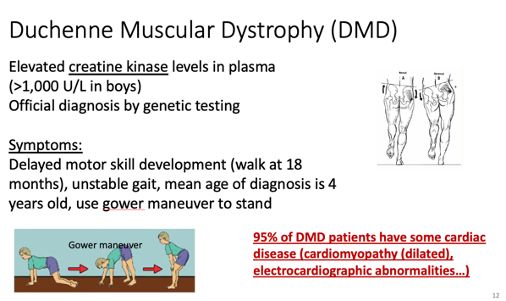 Duchenne Muscular Dystrophy (DMD)
Elevated creatine kinase levels in plasma
(>1,000 U/L in boys)
Official diagnosis by genetic testing
Symptoms:
Delayed motor skill development (walk at 18
months), unstable gait, mean age of diagnosis is 4
years old, use gower maneuver to stand
Gower maneuver
95% of DMD patients have some cardiac
disease (cardiomyopathy (dilated),
electrocardiographic abnormalities…)
12